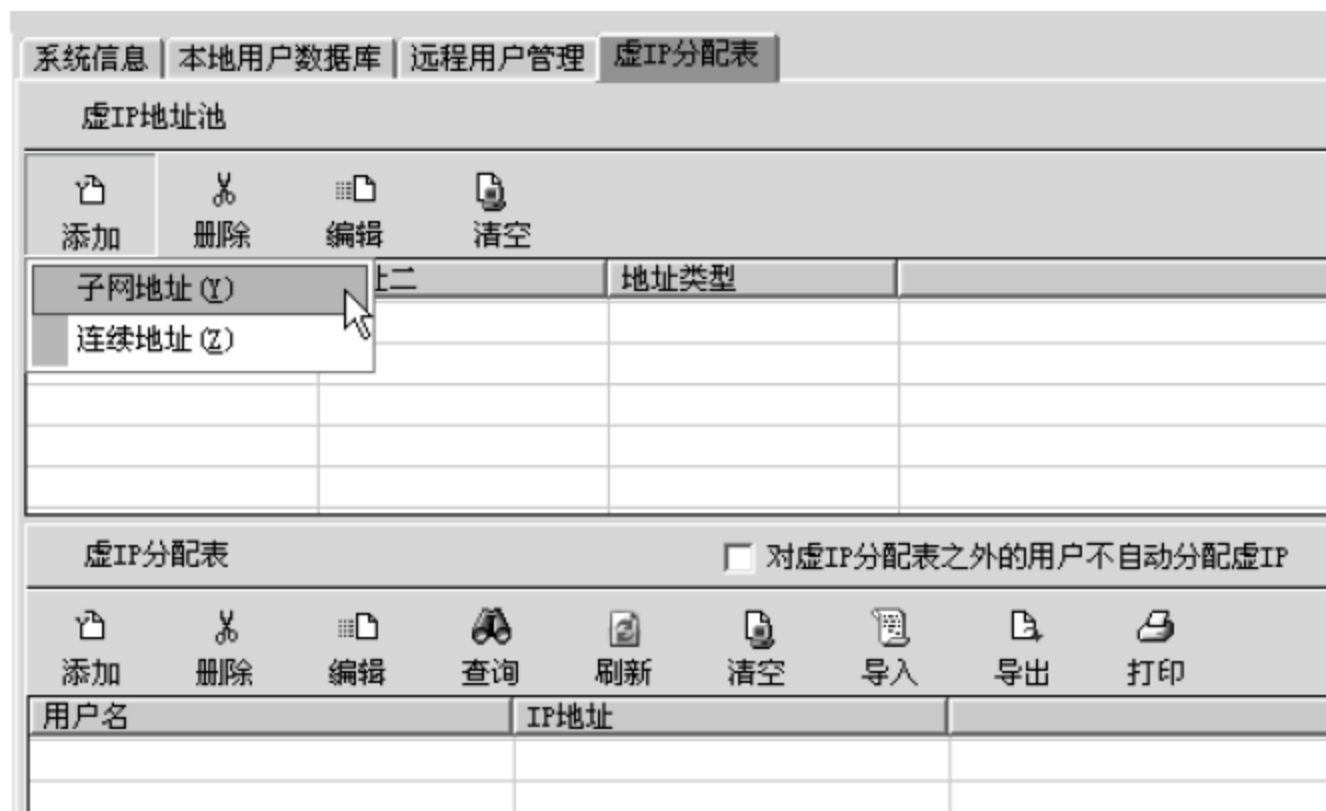 系统信息 本地用户数据库 远程用户管理 虚IP分配表
虚IP地址池
添加 删除 编辑 清空
址二 地址类型
子网地址(Y)
连续地址(Z)
虚IP分配表 对虚IP分配表之外的用户不自动分配虚IP
添加 删除 编辑 查询 刷新 清空 导入 导出 打印
用户名 IP地址